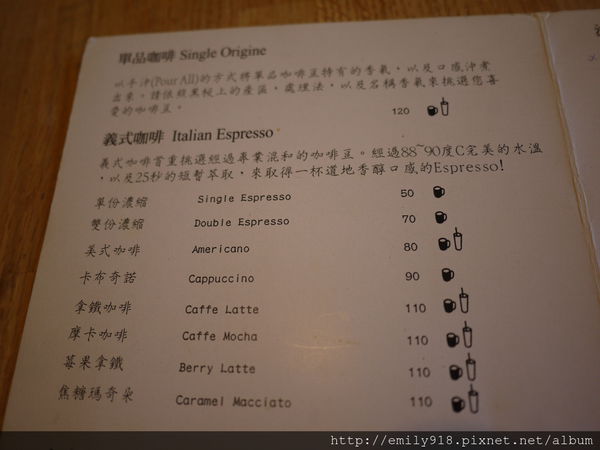 單品咖啡 Single Origine
以手沖(Pour All)的方式將單品咖啡豆特有的香氣，以及口感沖煮
出來。請依照黑板上的產區，處理法，以及名稱香氣來挑選您喜
愛的咖啡豆。 120
義式咖啡 Italian Espresso
義式咖啡首重挑選經過專業混和的咖啡豆。經過88~90度C完美的水溫
，以及25秒的短暫萃取，來取得一杯道地香醇口感的Espresso!
單份濃縮 Single Espresso 50
雙份濃縮 Double Espresso 70
美式咖啡 Americano 80
卡布奇諾 Cappuccino 90
拿鐵咖啡 Caffe Latte 110
摩卡咖啡 Caffe Mocha 110
莓果拿鐵 Berry Latte 110
焦糖瑪奇朵 Caramel Macciato 110
http://emily918.pixnet.net/album